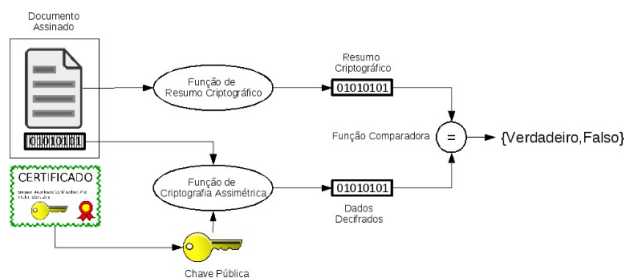 Documento
Assinado
01010101
CERTIFICADO
Função de
Resumo Criptográfico
Resumo
Criptográfico
01010101
Função Comparadora
=
{Verdadeiro,Falso}
Função de
Criptografia Assimétrica
01010101
Dados
Decifrados
Chave Pública